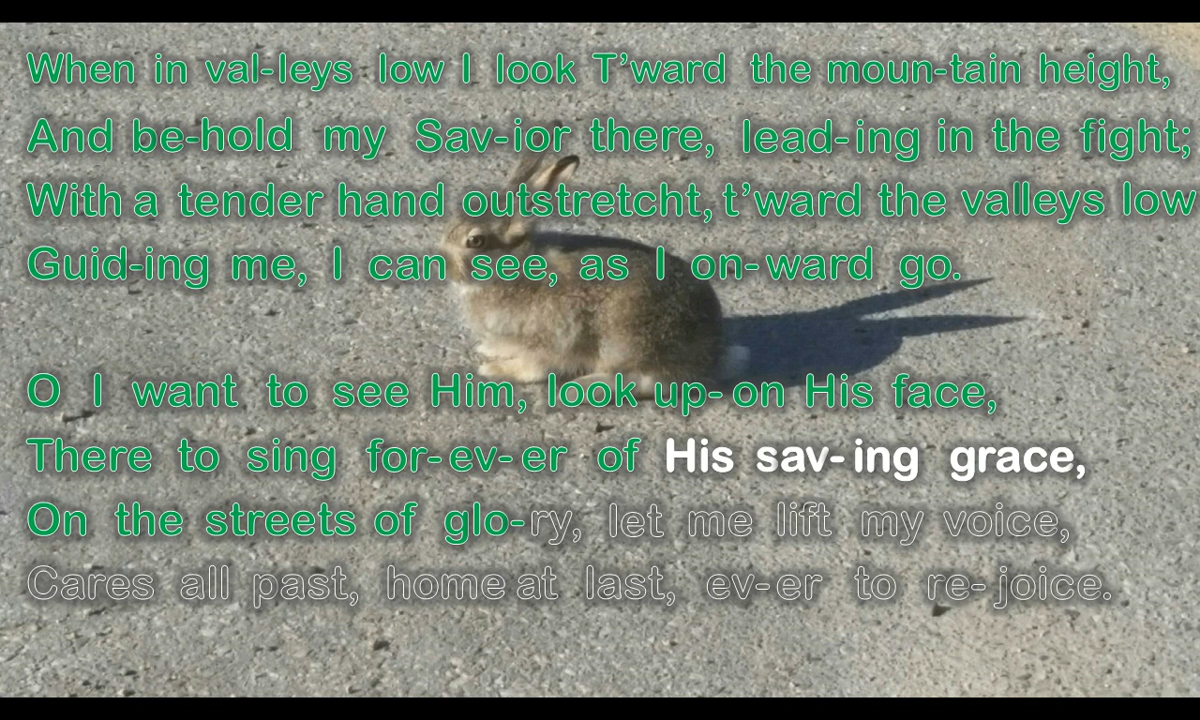 When in val-leys low I look T’ward the moun-tain height,
And be-hold my Sav-ior there, lead-ing in the fight;
With a tender hand outstretcht, t’ward the valleys low
Guid-ing me, I can see, as I on-ward go.
O I want to see Him, look up-on His face,
There to sing for-ev-er of His sav-ing grace,
On the streets of glo-ry, let me lift my voice,
Cares all past, home at last, ev-er to re-joice.